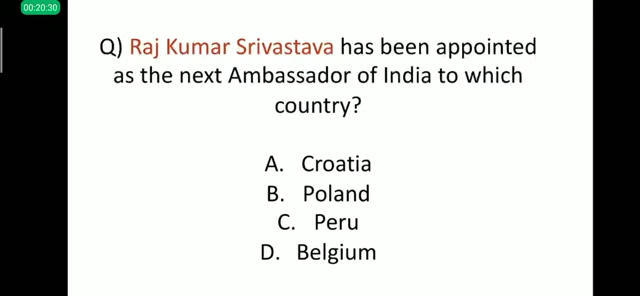 00:20:30
Q) Raj Kumar Srivastava has been appointed
as the next Ambassador of India to which
country?
A. Croatia
B. Poland
C. Peru
D. Belgium